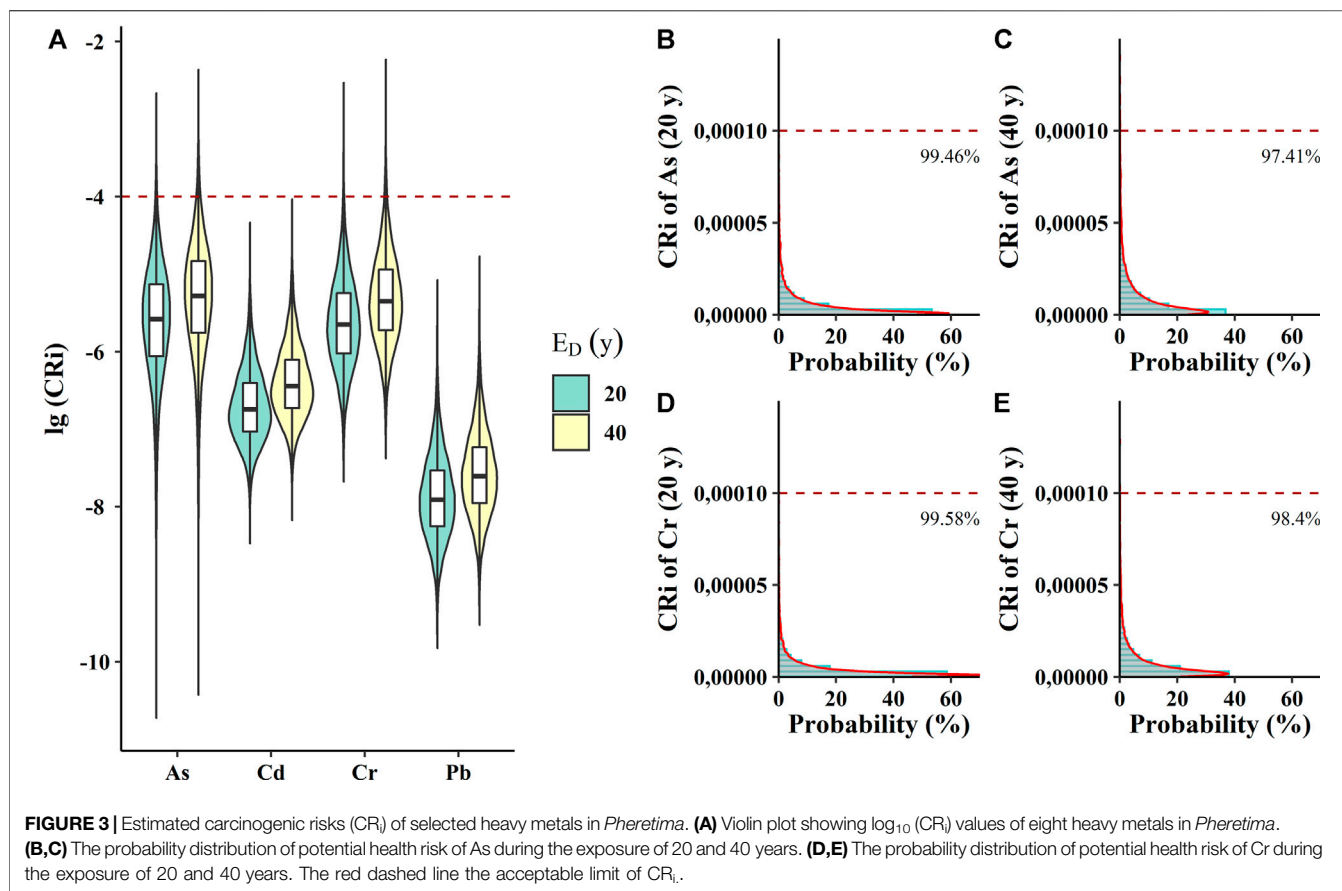 A
-2
-4
-6
-8
-10
lg (CRi)
As Cd Cr Pb
E_D (y)
20
40
B
CRi of As (20 y)
0,00010
0,00005
0,00000
99.46%
0 20 40 60
Probability (%)
C
CRi of As (40 y)
0,00010
0,00005
0,00000
97.41%
0 20 40 60
Probability (%)
D
CRi of Cr (20 y)
0,00010
0,00005
0,00000
99.58%
0 20 40 60
Probability (%)
E
CRi of Cr (40 y)
0,00010
0,00005
0,00000
98.4%
0 20 40 60
Probability (%)
FIGURE 3 | Estimated carcinogenic risks (CRi) of selected heavy metals in Pheretima. (A) Violin plot showing log10 (CRi) values of eight heavy metals in Pheretima.
(B,C) The probability distribution of potential health risk of As during the exposure of 20 and 40 years. (D,E) The probability distribution of potential health risk of Cr during
the exposure of 20 and 40 years. The red dashed line the acceptable limit of CRi..